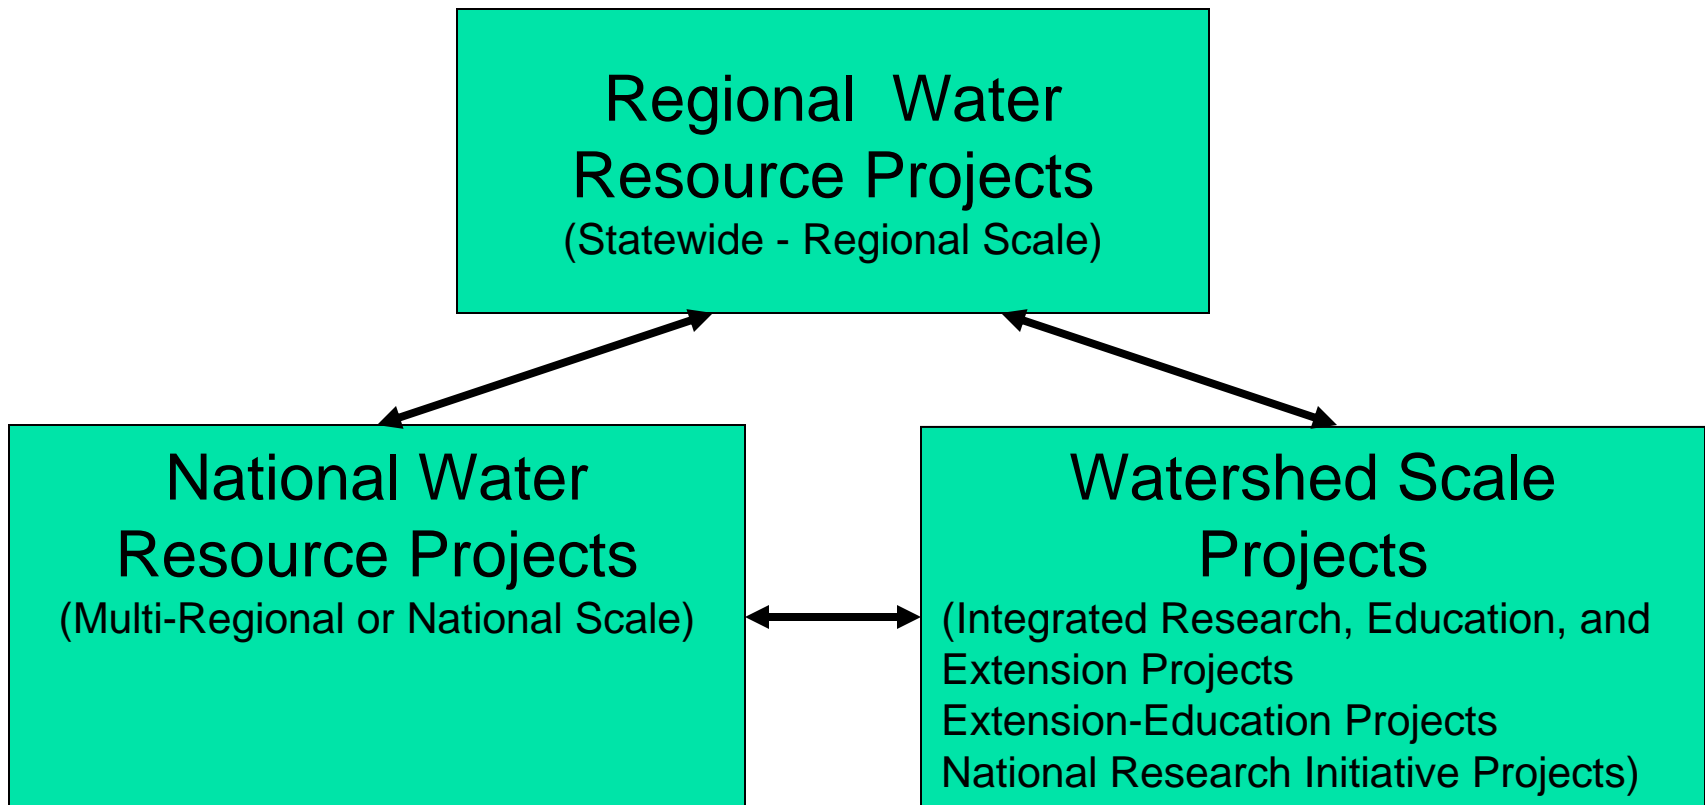 Regional  Water
Resource Projects
(Statewide - Regional Scale)
National Water
Resource Projects
(Multi-Regional or National Scale)
Watershed Scale
Projects
(Integrated Research, Education, and
Extension Projects
Extension-Education Projects
National Research Initiative Projects)